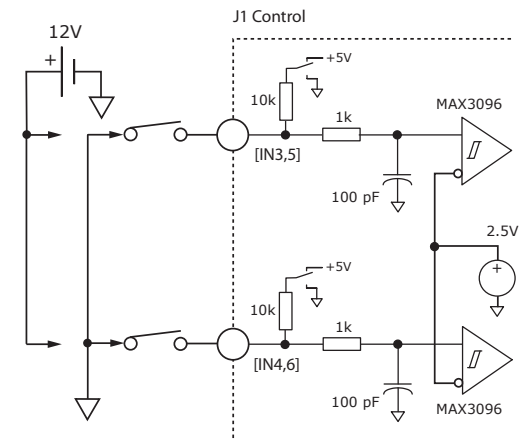 J1 Control
12V
+
+5V
10k
1k
MAX3096
[IN3,5]
100 pF
2.5V
+
+5V
10k
1k
[IN4,6]
100 pF
MAX3096